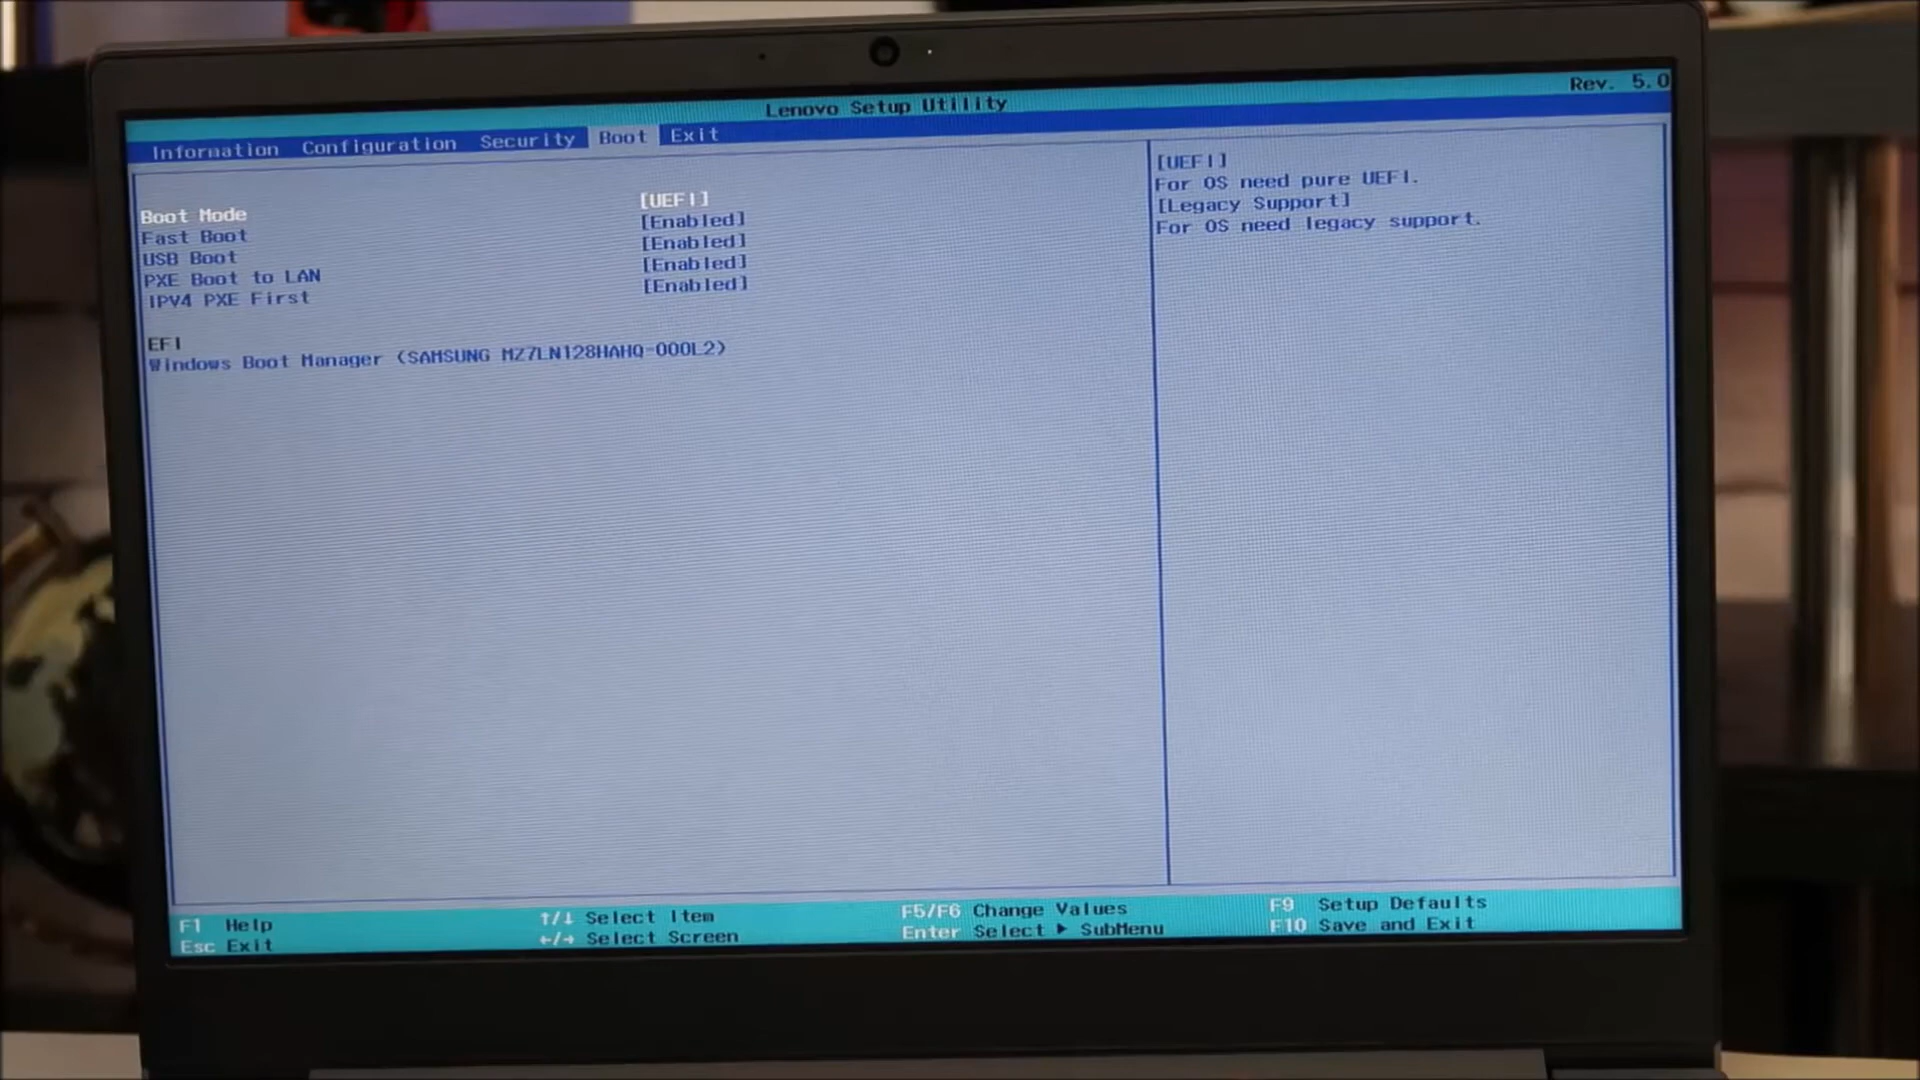 Lenovo Setup Utility
Rev. 5.0
Information Configuration Security Boot Exit
Boot Mode [UEFI]
Fast Boot [Enabled]
USB Boot [Enabled]
PXE Boot to LAN [Enabled]
IPV4 PXE First [Enabled]
EFI
Windows Boot Manager (SAMSUNG MZ7LN128HAHQ-000L2)
[UEFI]
For OS need pure UEFI.
[Legacy Support]
For OS need legacy support.
F1 Help ↑/↓ Select Item F5/F6 Change Values F9 Setup Defaults
Esc Exit ←/→ Select Screen Enter Select ▶ SubMenu F10 Save and Exit